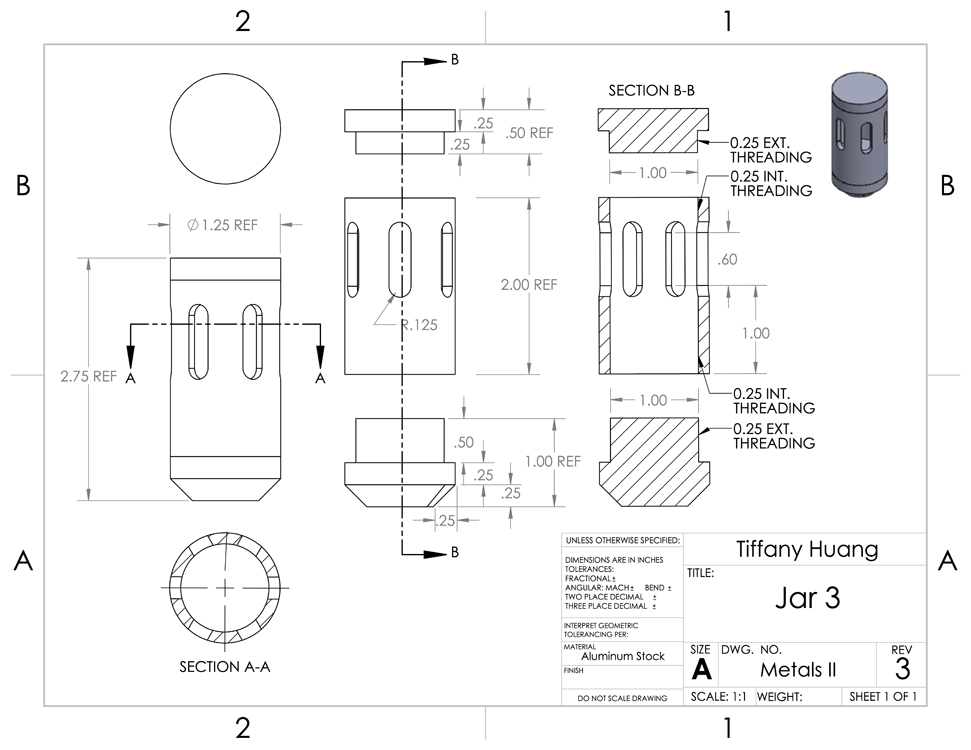 2
1
B
SECTION B-B
.25
.50 REF
.25
0.25 EXT.
THREADING
1.00
0.25 INT.
THREADING
B
B
∅1.25 REF
.60
2.00 REF
R.125
1.00
2.75 REF
A
A
1.00
0.25 INT.
THREADING
0.25 EXT.
THREADING
.50
1.00 REF
.25
.25
.25
B
A
A
SECTION A-A
UNLESS OTHERWISE SPECIFIED:
DIMENSIONS ARE IN INCHES
TOLERANCES:
FRACTIONAL±
ANGULAR: MACH± BEND ±
TWO PLACE DECIMAL ±
THREE PLACE DECIMAL ±
INTERPRET GEOMETRIC
TOLERANCING PER:
MATERIAL
Aluminum Stock
FINISH
DO NOT SCALE DRAWING
Tiffany Huang
TITLE:
Jar 3
SIZE DWG. NO. REV
A Metals II 3
SCALE: 1:1 WEIGHT: SHEET 1 OF 1
2
1